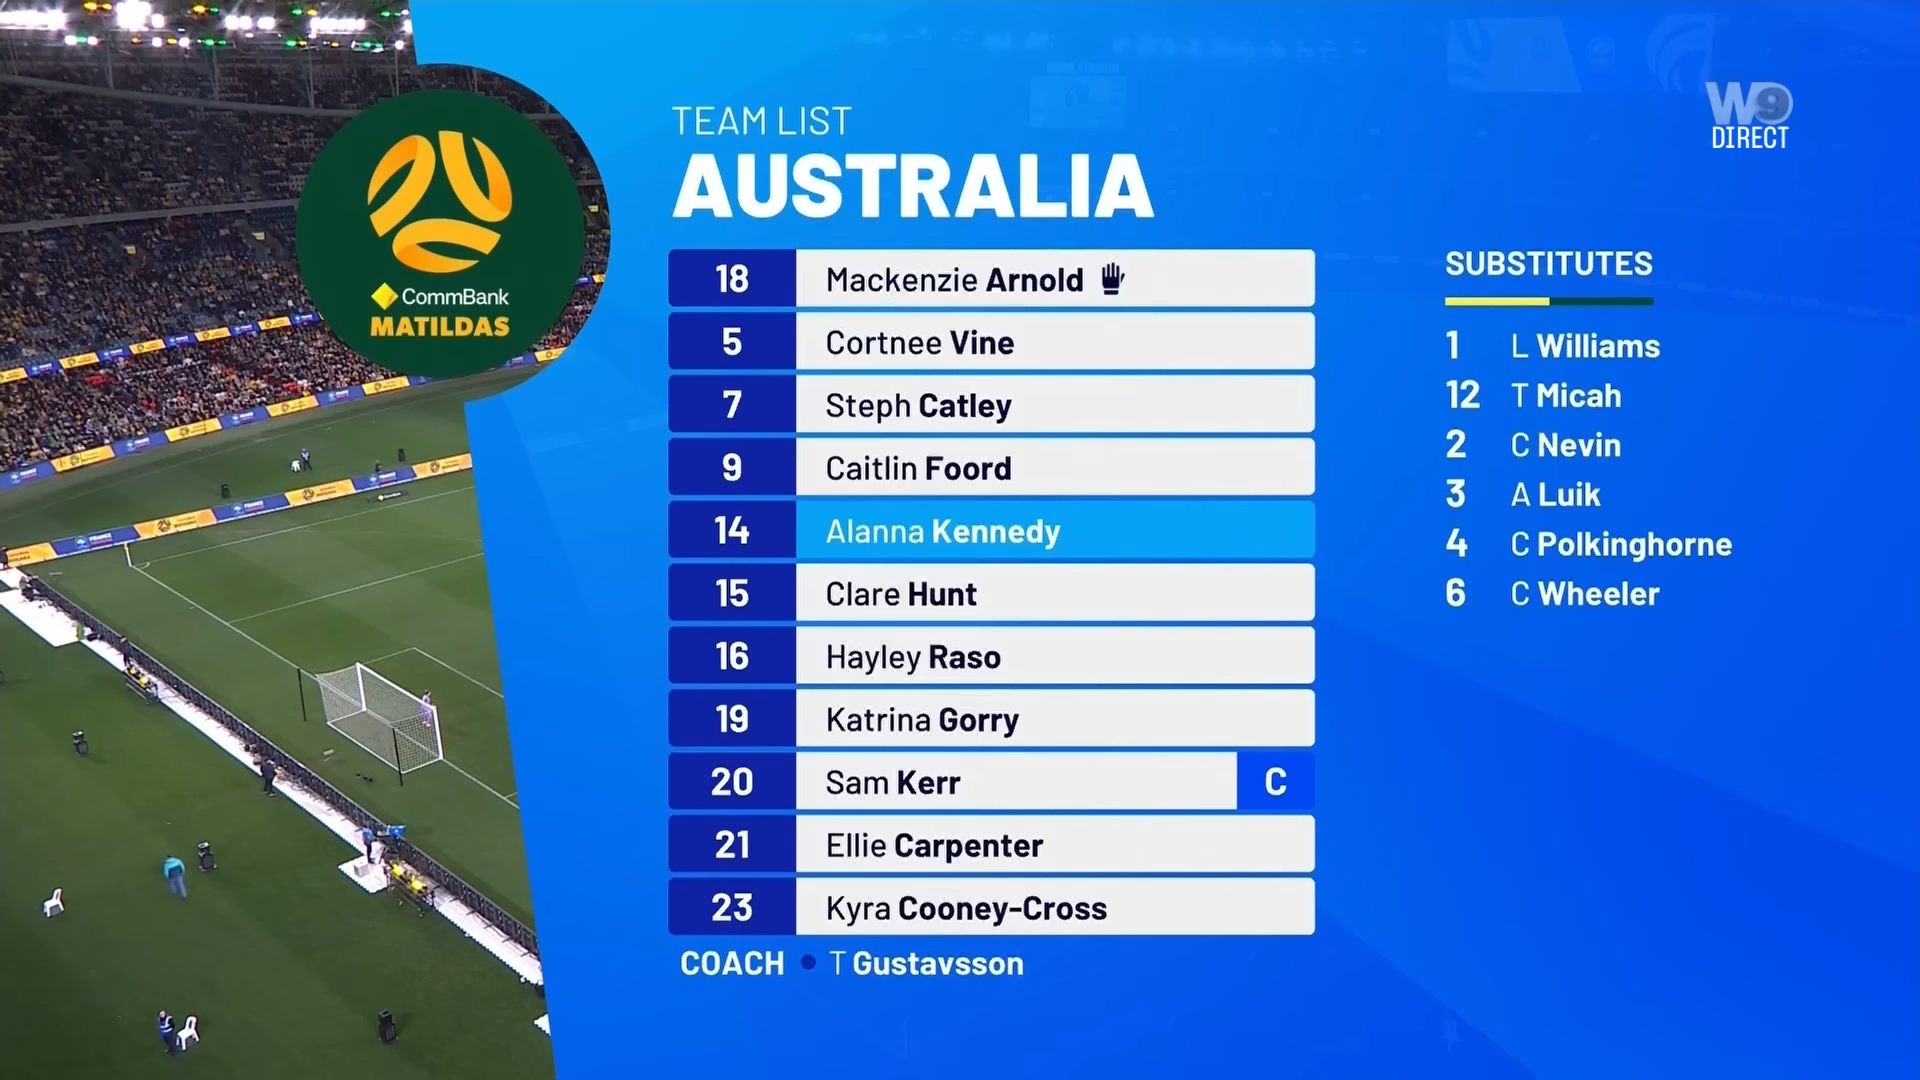 W9
DIRECT
CommBank
MATILDAS
TEAM LIST
AUSTRALIA
18 Mackenzie Arnold
5 Cortnee Vine
7 Steph Catley
9 Caitlin Foord
14 Alanna Kennedy
15 Clare Hunt
16 Hayley Raso
19 Katrina Gorry
20 Sam Kerr C
21 Ellie Carpenter
23 Kyra Cooney-Cross
COACH • T Gustavsson
SUBSTITUTES
1 L Williams
12 T Micah
2 C Nevin
3 A Luik
4 C Polkinghorne
6 C Wheeler